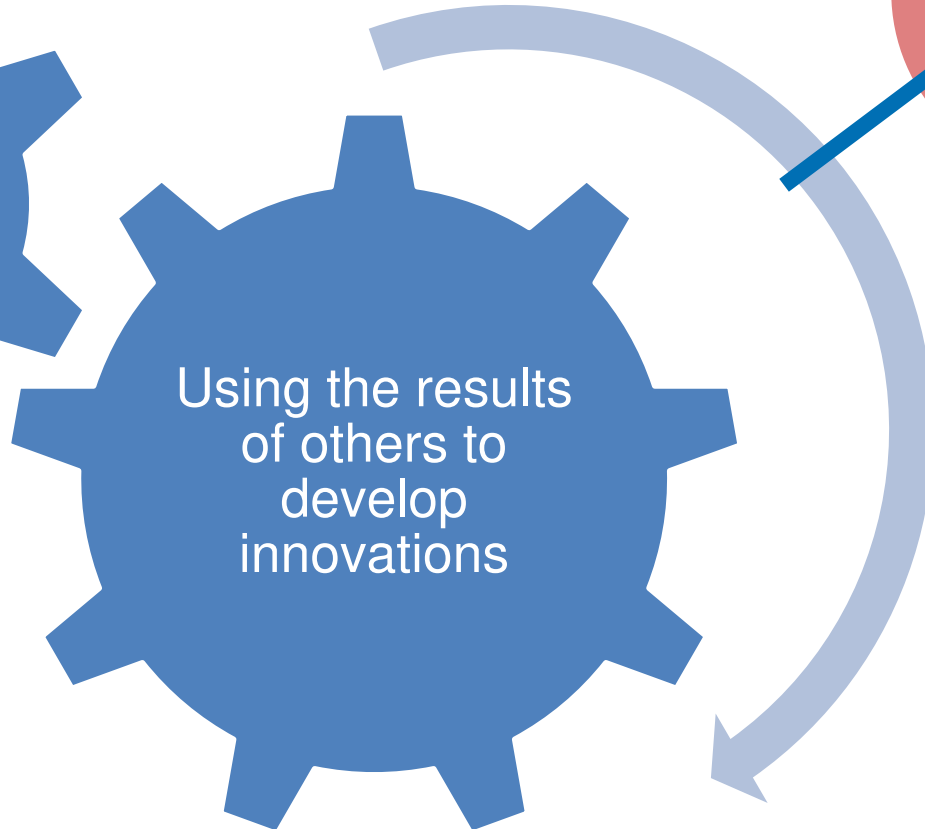 Using the results
of others to
develop
innovations